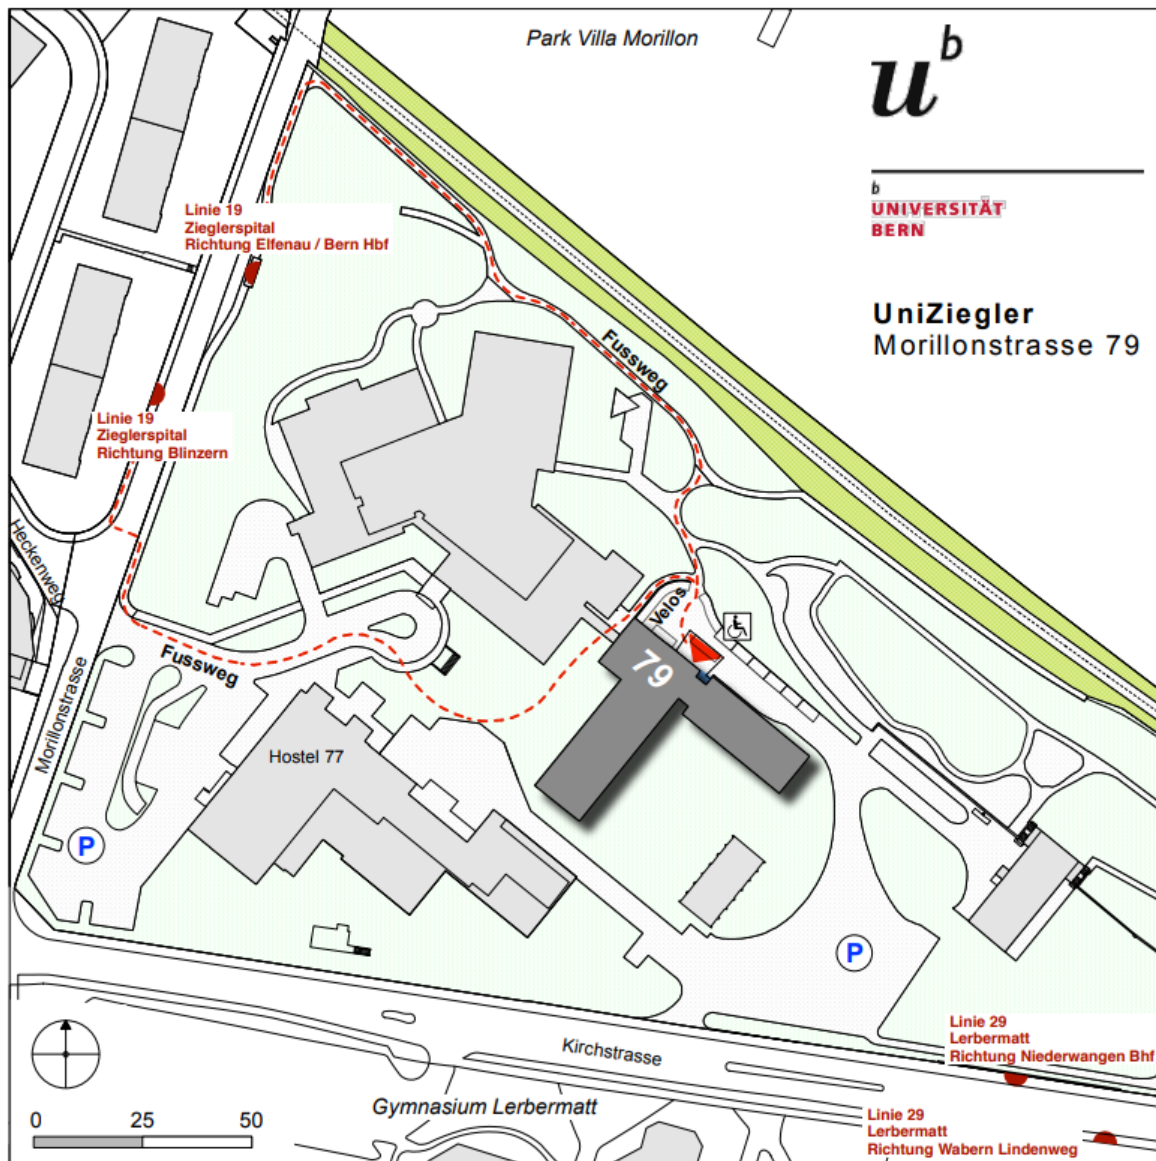 Park Villa Morillon
u b
b
UNIVERSITÄT
BERN
UniZiegler
Morillonstrasse 79
Linie 19
Zieglerspital
Richtung Elfenau / Bern Hbf
Fussweg
Linie 19
Zieglerspital
Richtung Blinzern
Heckenweg
Velos
79
Fussweg
Morillonstrasse
Hostel 77
P
P
Linie 29
Lerbermatt
Richtung Niederwangen Bhf
Kirchstrasse
Gymnasium Lerbermatt
0 25 50
Linie 29
Lerbermatt
Richtung Wabern Lindenweg